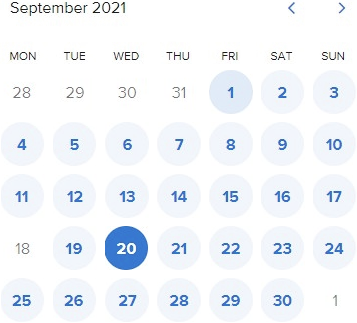 September 2021
MON TUE WED THU FRI SAT SUN
28 29 30 31 1 2 3
4 5 6 7 8 9 10
11 12 13 14 15 16 17
18 19 20 21 22 23 24
25 26 27 28 29 30 1